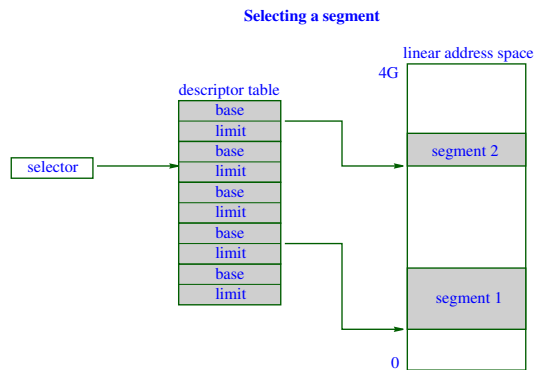 Selecting a segment
linear address space
4G
descriptor table
base
limit
base
limit
base
limit
base
limit
base
limit
selector
segment 2
segment 1
0